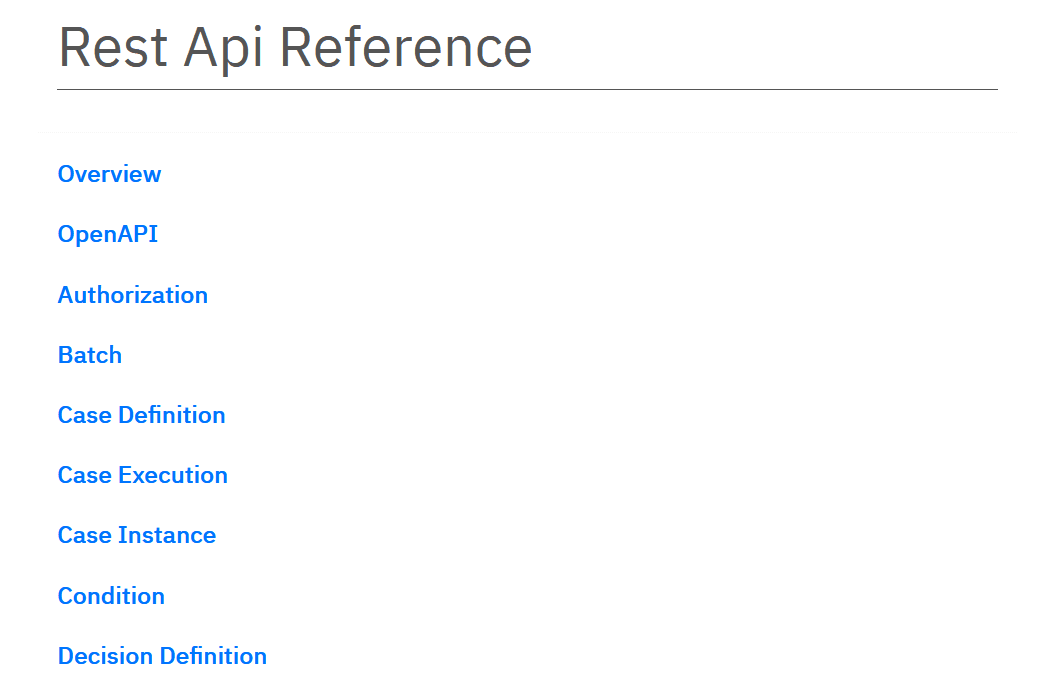 Rest Api Reference
Overview
OpenAPI
Authorization
Batch
Case Definition
Case Execution
Case Instance
Condition
Decision Definition